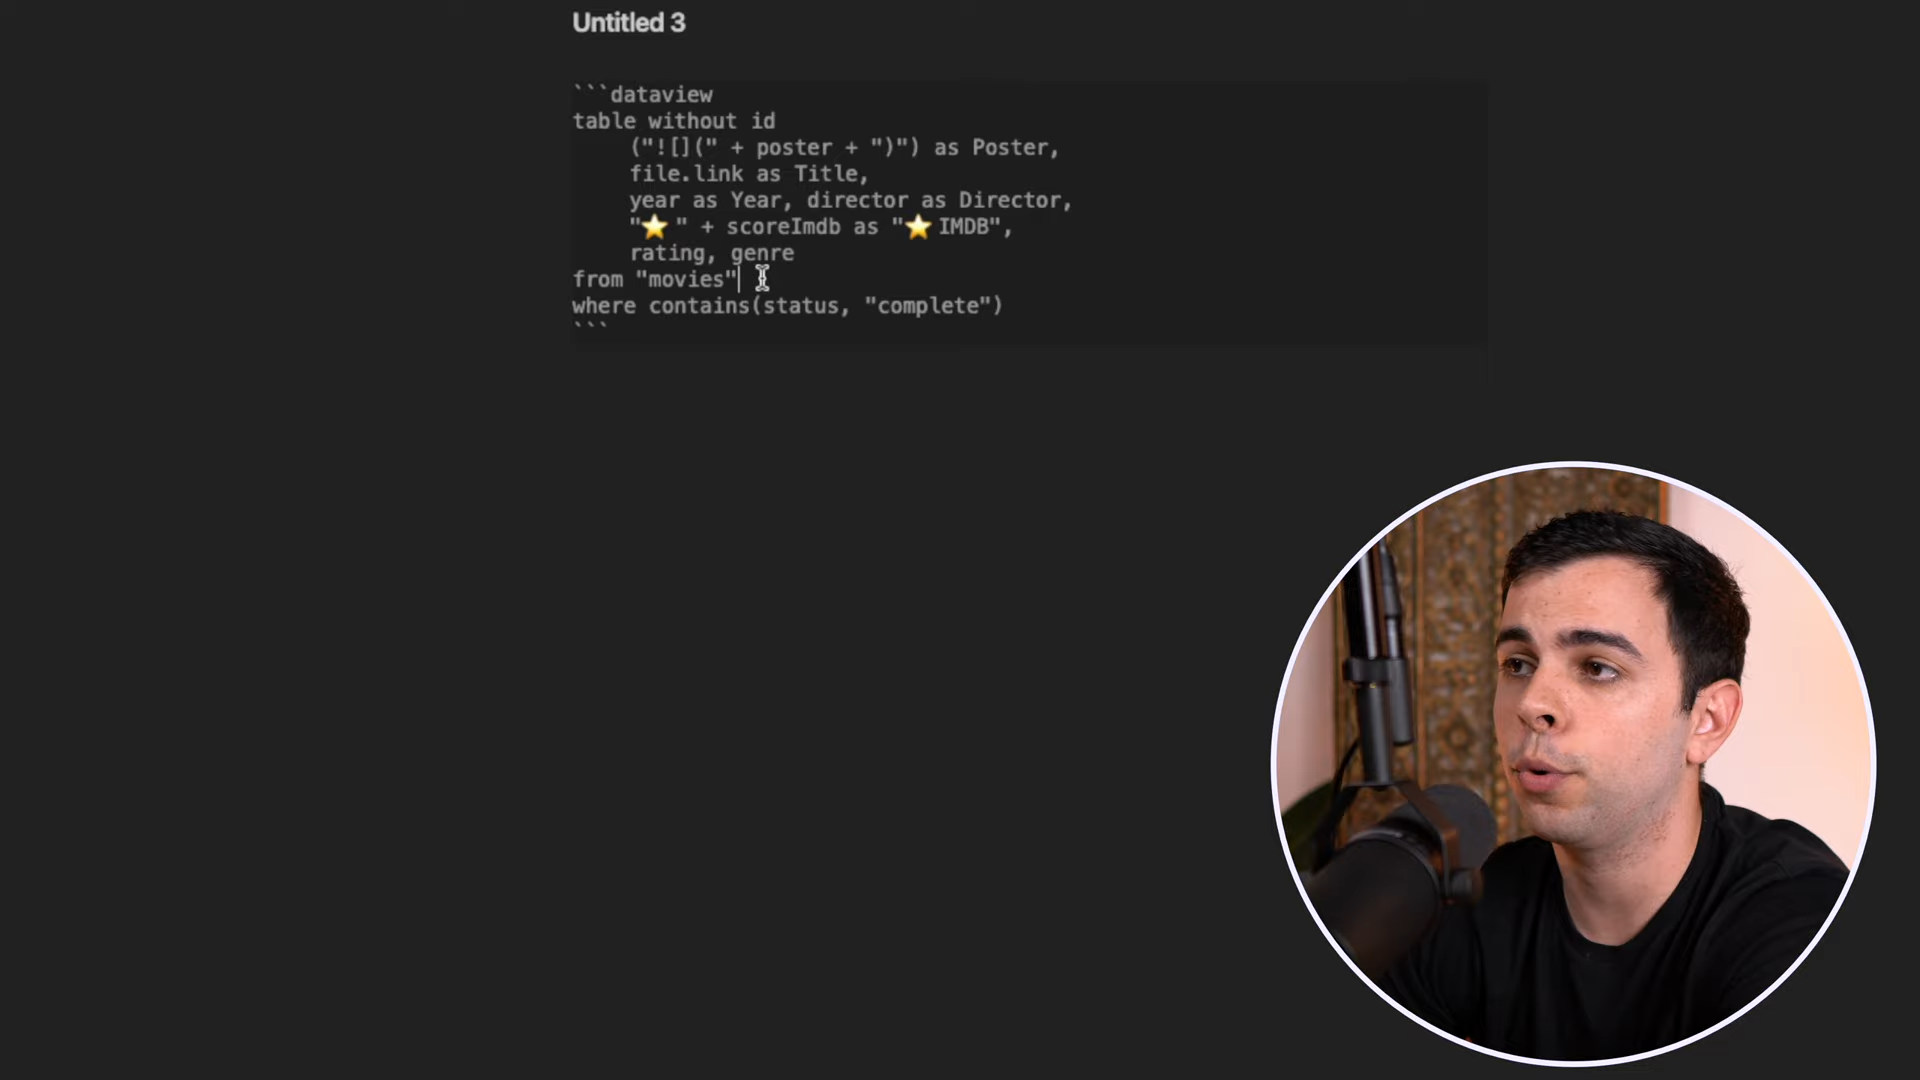 Untitled 3
```dataview
table without id
("![](" + poster + ")") as Poster,
file.link as Title,
year as Year, director as Director,
"⭐ " + scoreImdb as "⭐ IMDB",
rating, genre
from "movies"
where contains(status, "complete")
```